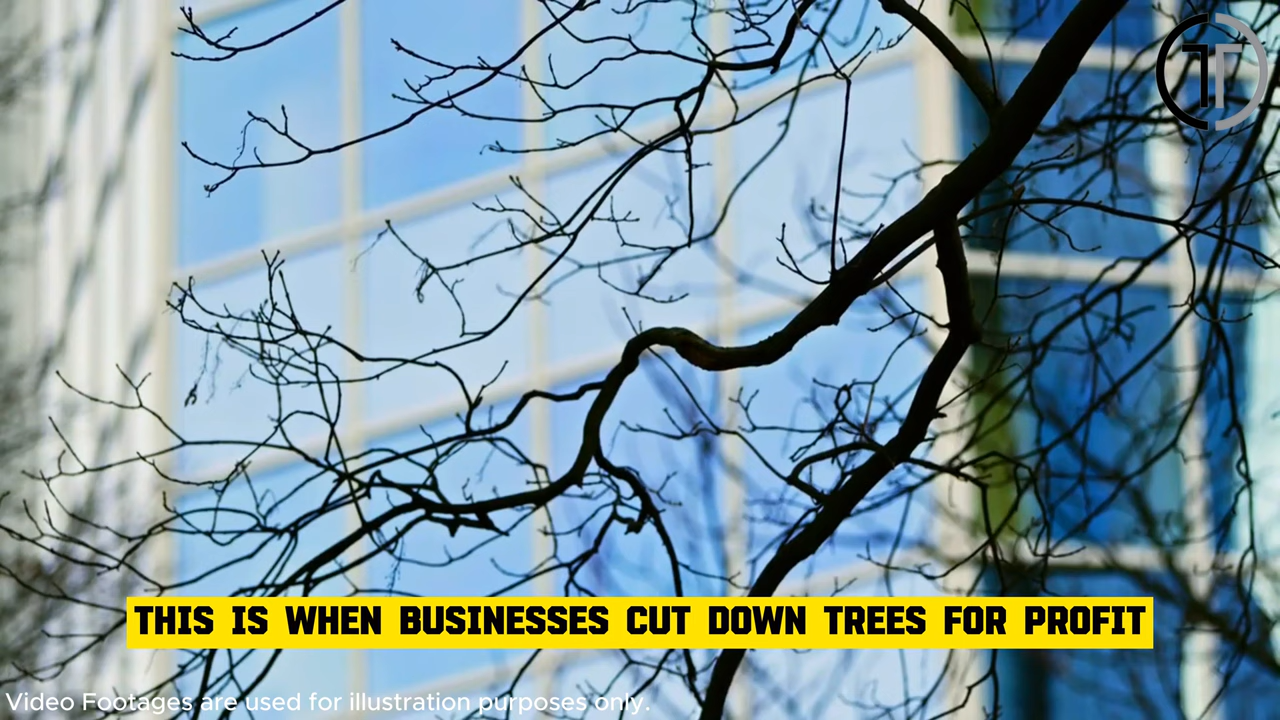 THIS IS WHEN BUSINESSES CUT DOWN TREES FOR PROFIT
Video Footages are used for illustration purposes only.